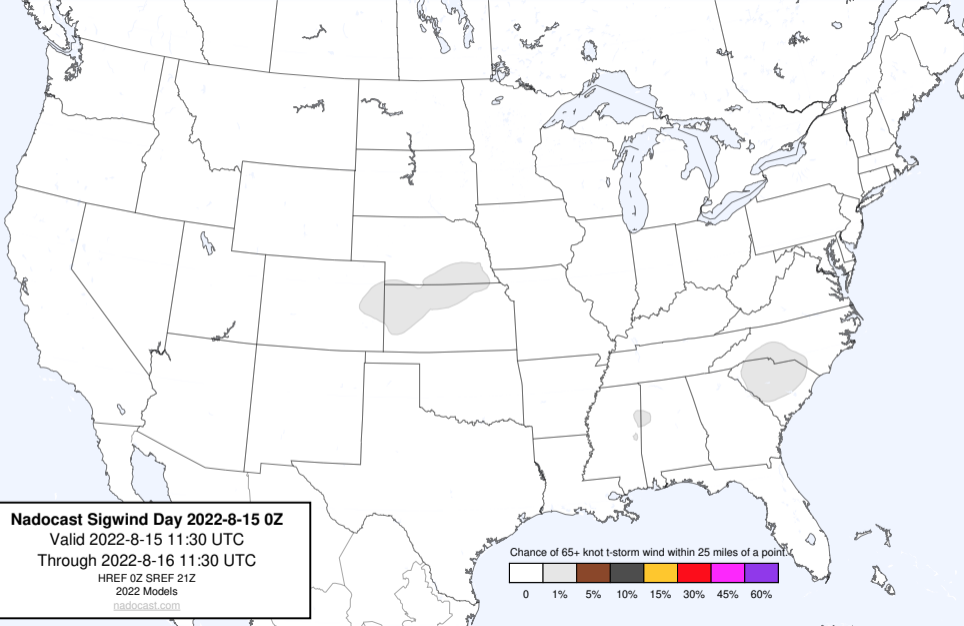 Nadocast Sigwind Day 2022-8-15 0Z
Valid 2022-8-15 11:30 UTC
Through 2022-8-16 11:30 UTC
HREF 0Z SREF 21Z
2022 Models
nadocast.com
Chance of 65+ knot t-storm wind within 25 miles of a point.
0 1% 5% 10% 15% 30% 45% 60%